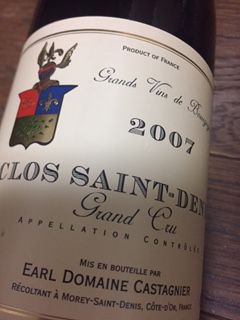 PRODUCT OF FRANCE
Grands Vins de
2007
CLOS SAINT-DEN
Grand Cru
APPELLATION CONTRÔLÉE
MIS EN BOUTEILLE PAR
EARL DOMAINE CASTAGNIER
RÉCOLTANT À MOREY-SAINT-DENIS, CÔTE-D'OR, FRANCE